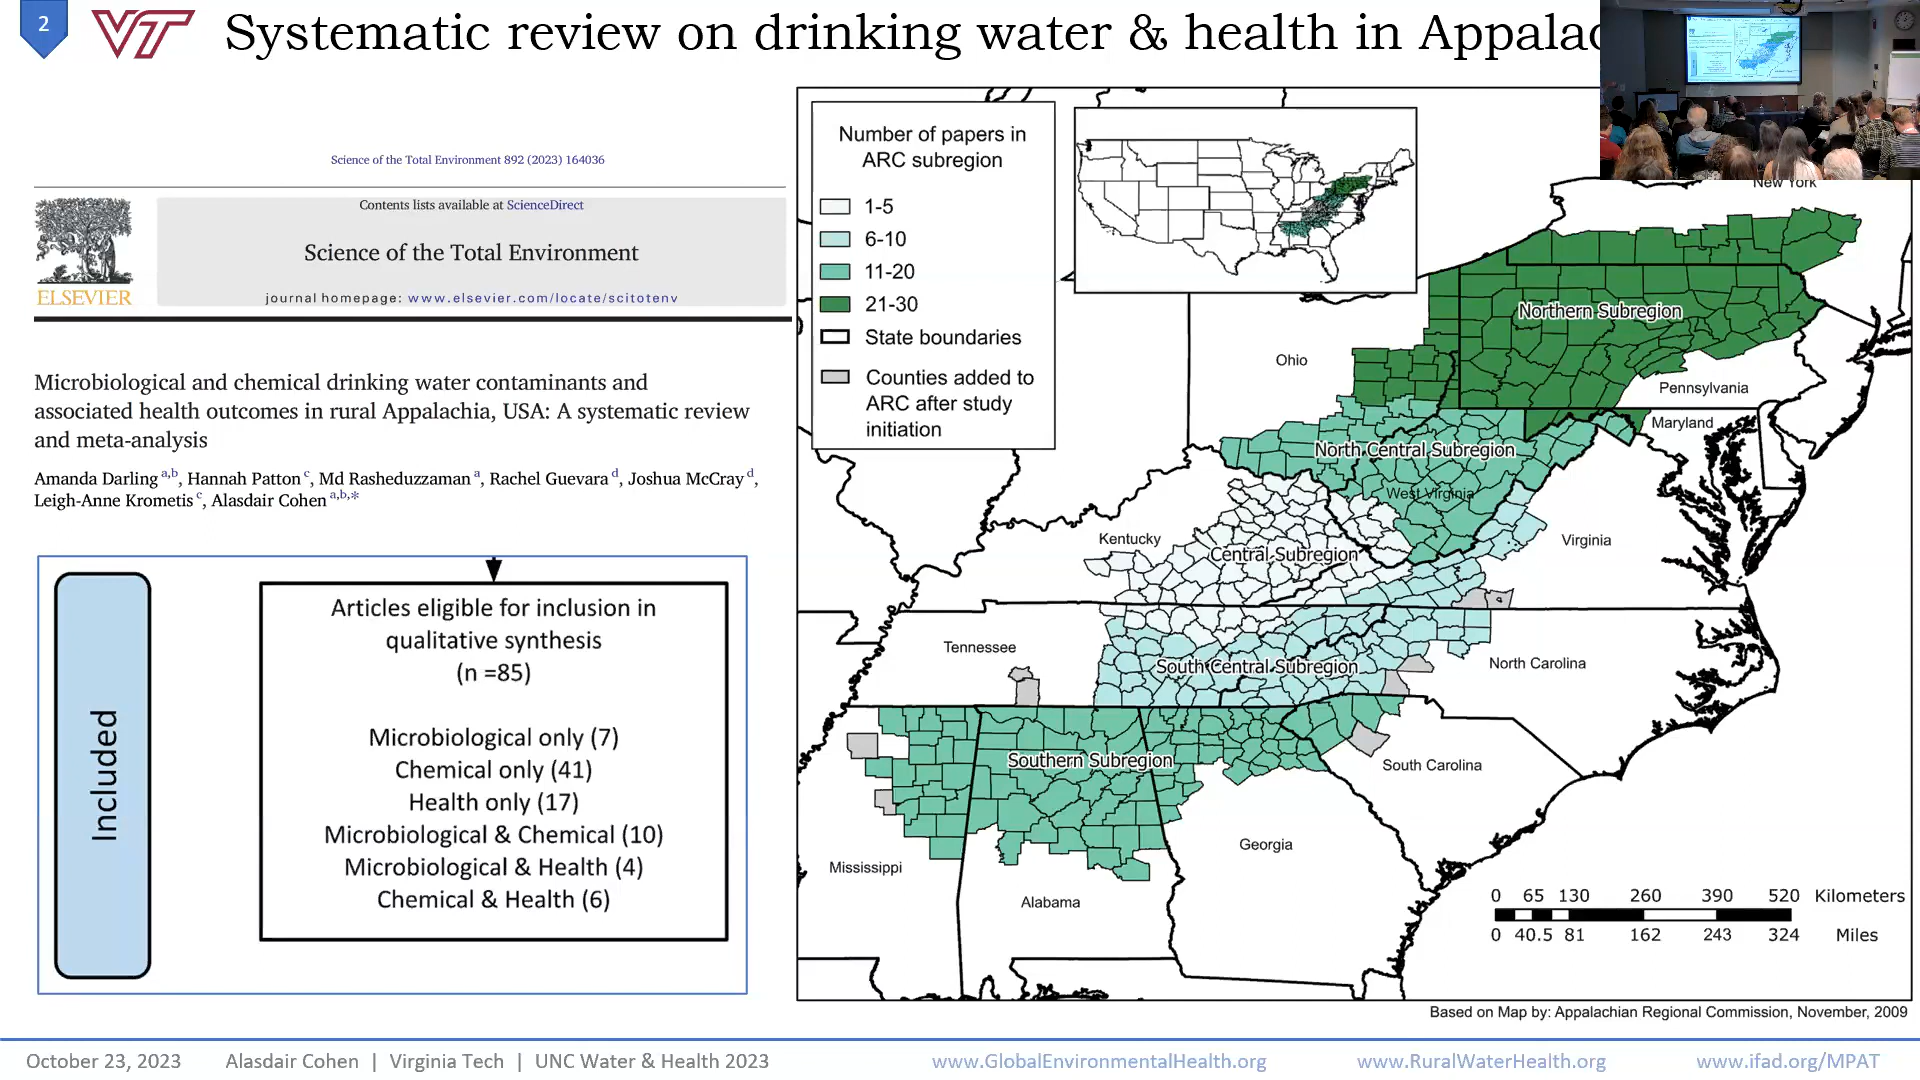 2
VT
Systematic review on drinking water & health in
Science of the Total Environment 892 (2023) 164036
Contents lists available at ScienceDirect
Science of the Total Environment
journal homepage: www.elsevier.com/locate/scitotenv
ELSEVIER
Microbiological and chemical drinking water contaminants and
associated health outcomes in rural Appalachia, USA: A systematic review
and meta-analysis
Amanda Darling a,b, Hannah Patton c, Md Rasheduzzaman a, Rachel Guevara d, Joshua McCray d,
Leigh-Anne Krometis c, Alasdair Cohen a,b,*
Included
Articles eligible for inclusion in
qualitative synthesis
(n =85)
Microbiological only (7)
Chemical only (41)
Health only (17)
Microbiological & Chemical (10)
Microbiological & Health (4)
Chemical & Health (6)
Number of papers in
ARC subregion
1-5
6-10
11-20
21-30
State boundaries
Counties added to
ARC after study
initiation
New York
Northern Subregion
Ohio
Pennsylvania
Maryland
North Central Subregion
West Virginia
Kentucky
Central Subregion
Virginia
Tennessee
South Central Subregion
North Carolina
Southern Subregion
South Carolina
Georgia
Mississippi
Alabama
0 65 130 260 390 520 Kilometers
0 40.5 81 162 243 324 Miles
Based on Map by: Appalachian Regional Commission, November, 2009
October 23, 2023 Alasdair Cohen | Virginia Tech | UNC Water & Health 2023 www.GlobalEnvironmentalHealth.org www.RuralWaterHealth.org www.ifad.org/MPAT